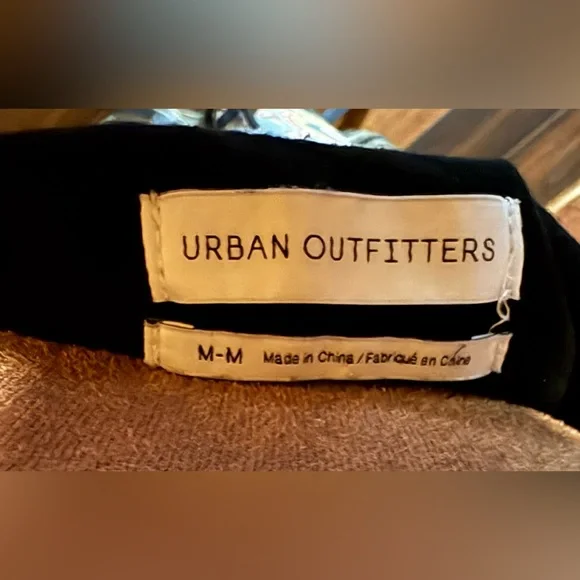 URBAN OUTFITTERS
M-M Made in China / Fabriqué en Chine